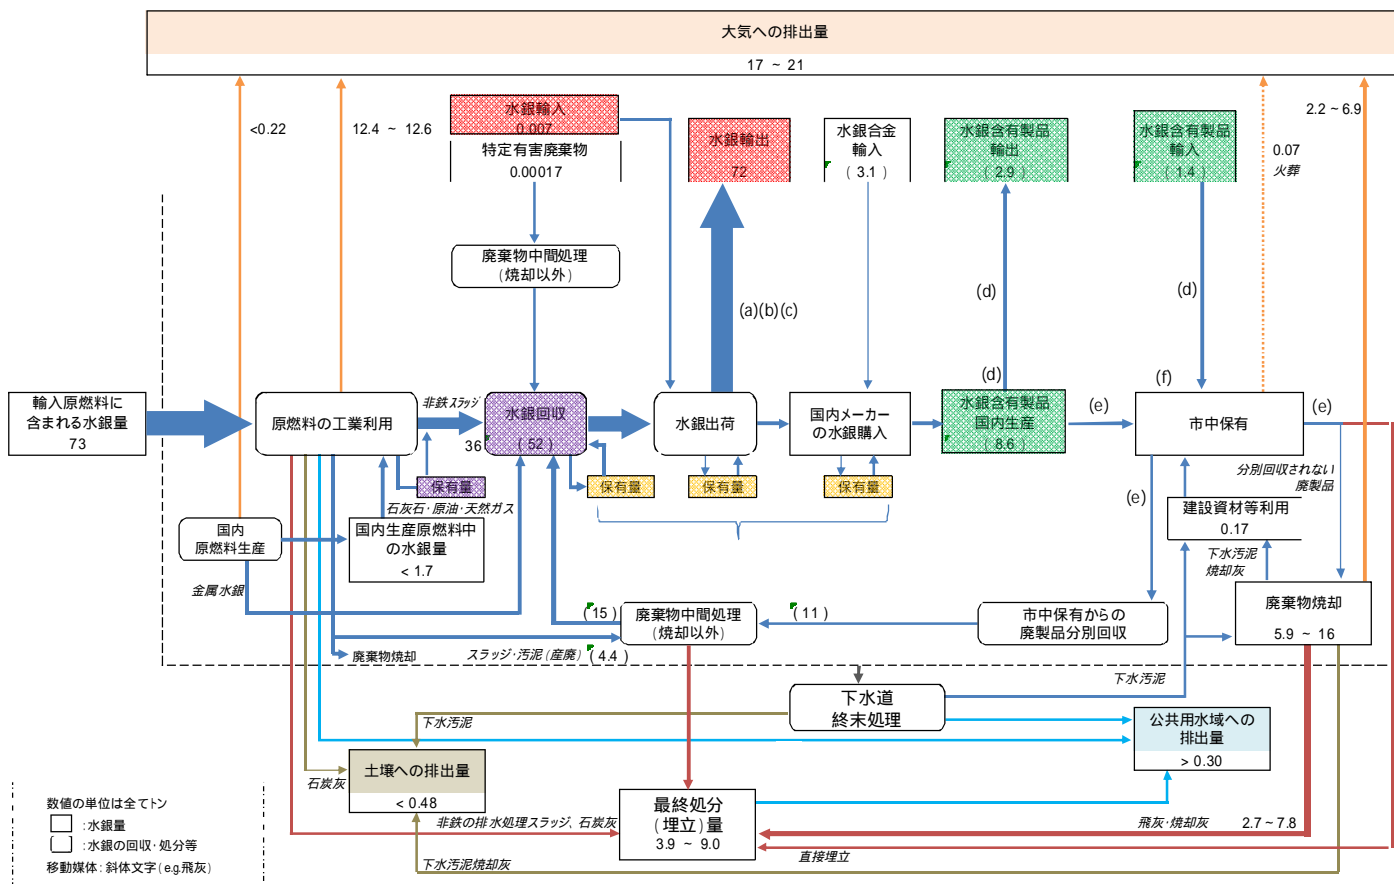 大気への排出量
17 ~ 21
<0.22
12.4 ~ 12.6
水銀輸入
0.007
特定有害廃棄物
0.00017
水銀輸出
72
水銀合金
輸入
( 3.1 )
水銀含有製品
輸出
( 2.9 )
水銀含有製品
輸入
( 1.4 )
0.07
火葬
2.2 ~ 6.9
廃棄物中間処理
(焼却以外)
(a)(b)(c)
(d)
(d)
(d)
(f)
輸入原燃料に
含まれる水銀量
73
原燃料の工業利用
非鉄スラッジ
36
水銀回収
( 52 )
水銀出荷
国内メーカー
の水銀購入
水銀含有製品
国内生産
( 8.6 )
(e)
市中保有
(e)
保有量
保有量
保有量
保有量
石灰石・原油・天然ガス
分別回収されない
廃製品
(e)
建設資材等利用
0.17
国内
原燃料生産
国内生産原燃料中
の水銀量
< 1.7
金属水銀
下水汚泥
焼却灰
( 15 )
廃棄物中間処理
(焼却以外)
( 11 )
市中保有からの
廃製品分別回収
廃棄物焼却
5.9 ~ 16
廃棄物焼却
スラッジ・汚泥(産廃)
( 4.4 )
下水汚泥
下水道
終末処理
下水汚泥
公共用水域への
排出量
> 0.30
土壌への排出量
< 0.48
石炭灰
最終処分
(埋立)量
3.9 ~ 9.0
非鉄の排水処理スラッジ、石炭灰
飛灰・焼却灰
2.7 ~ 7.8
直接埋立
下水汚泥焼却灰
数値の単位は全てトン
:水銀量
:水銀の回収・処分等
移動媒体: 斜体文字(e.g.飛灰)